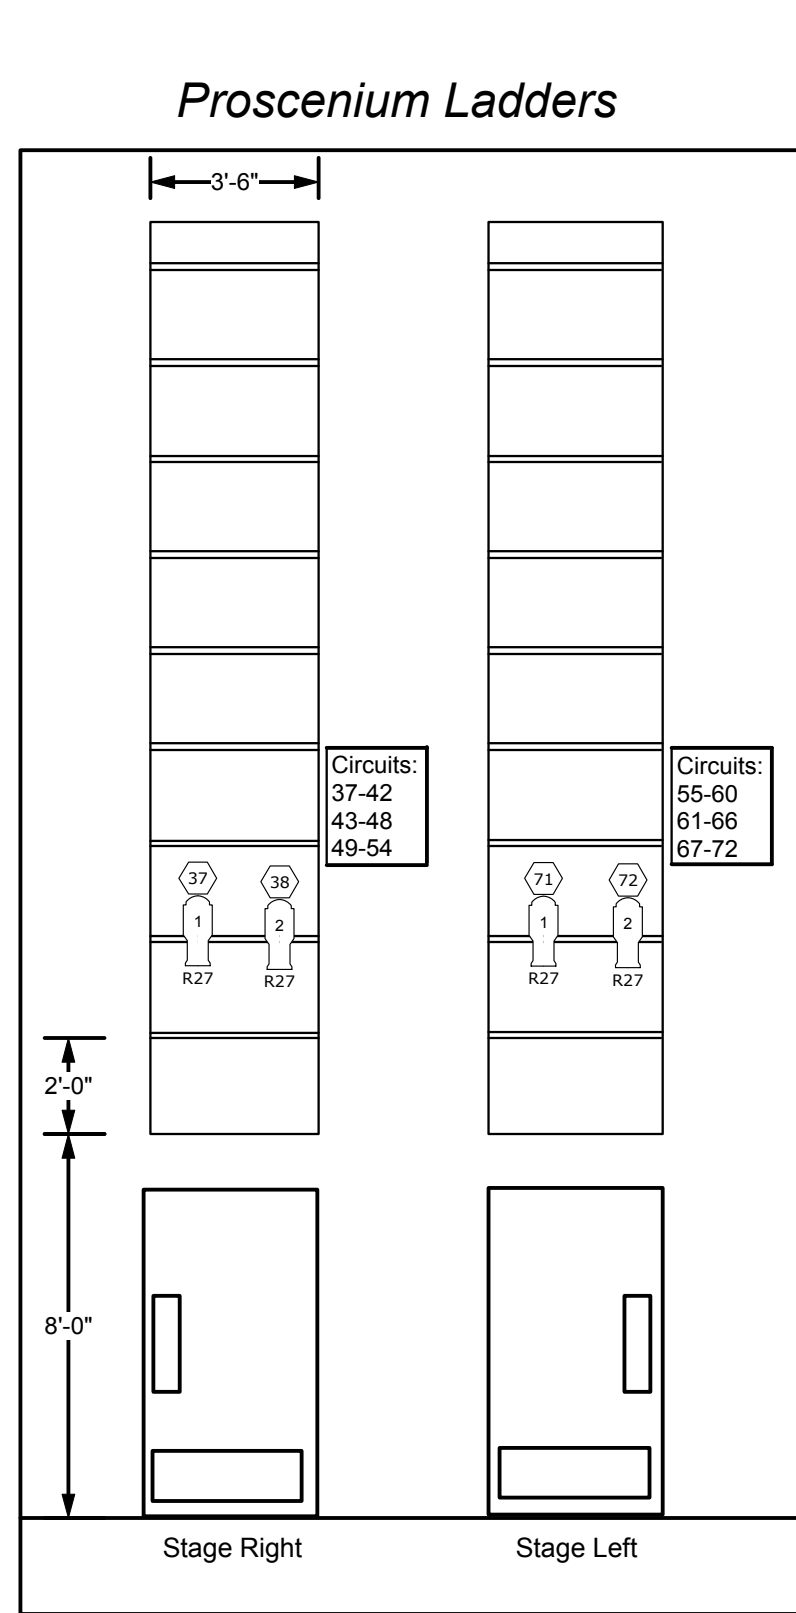 Proscenium Ladders
3'-6"
Circuits:
37-42
43-48
49-54
Circuits:
55-60
61-66
67-72
37
38
1
2
R27
R27
71
72
1
2
R27
R27
2'-0"
8'-0"
Stage Right
Stage Left